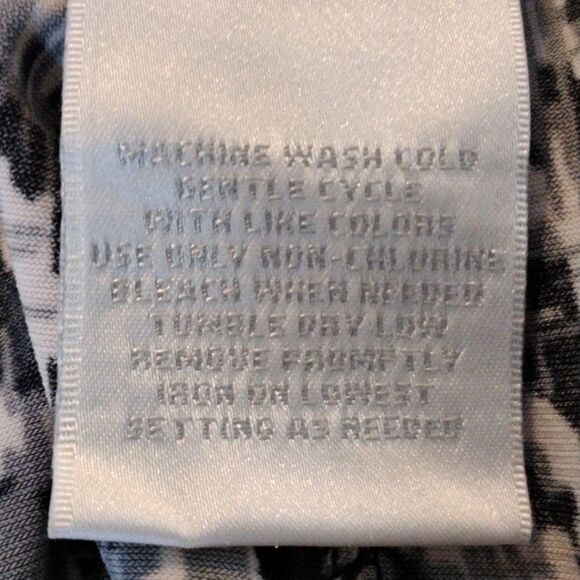 MACHINE WASH COLD
GENTLE CYCLE
WITH LIKE COLORS
USE ONLY NON-CHLORINE
BLEACH WHEN NEEDED
TUMBLE DRY LOW
REMOVE PROMPTLY
IRON ON LOWEST
SETTING AS NEEDED